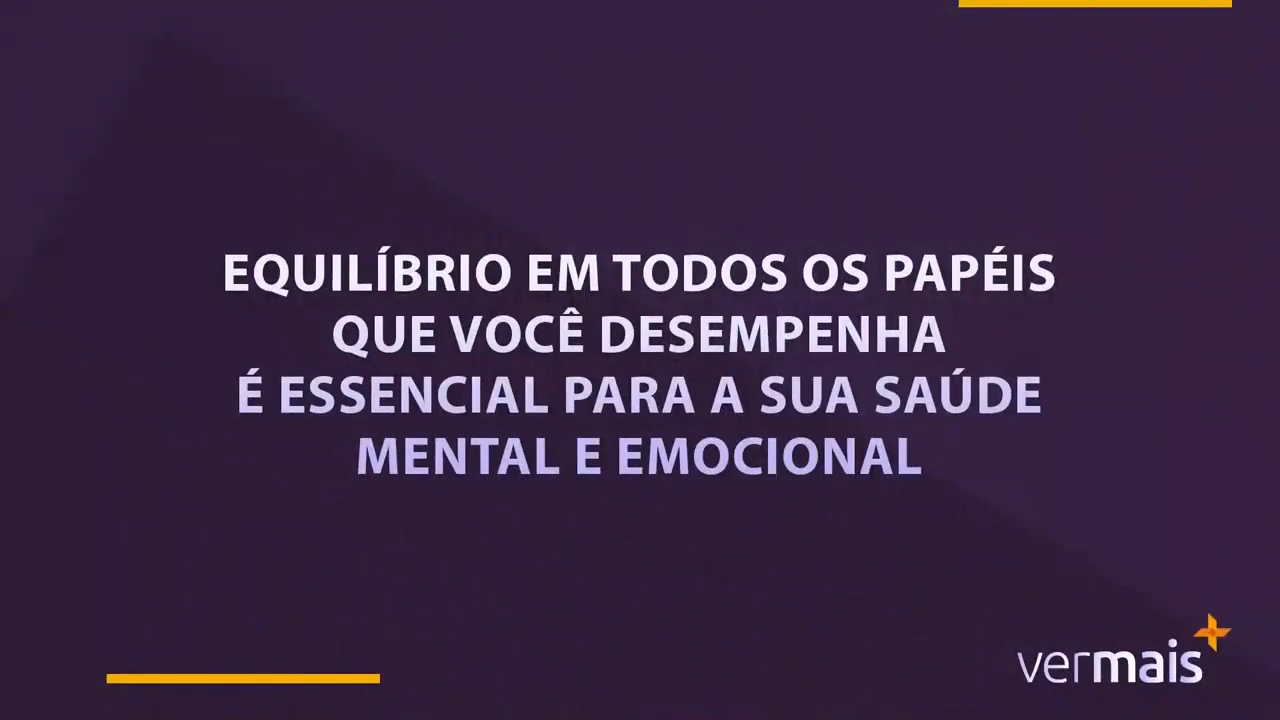 EQUILÍBRIO EM TODOS OS PAPÉIS
QUE VOCÊ DESEMPENHA
É ESSENCIAL PARA A SUA SAÚDE
MENTAL E EMOCIONAL
vermais